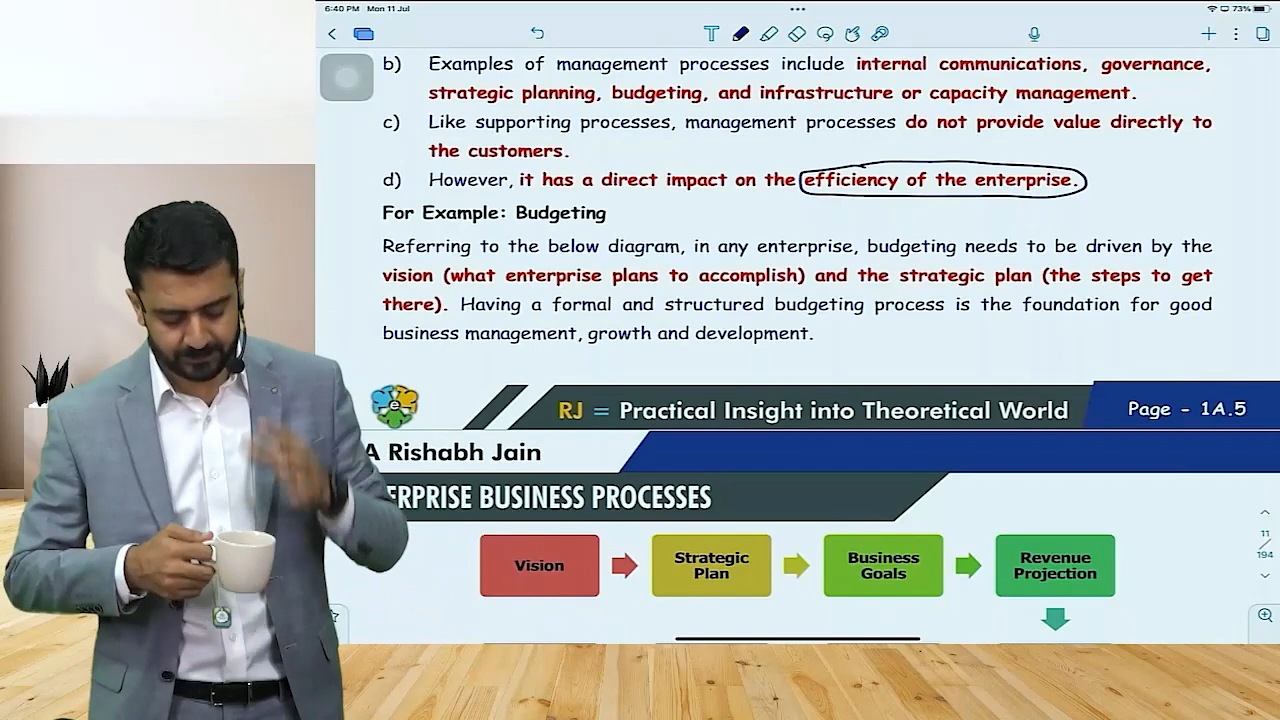 6:40 PM Mon 11 Jul
73%
b) Examples of management processes include internal communications, governance,
strategic planning, budgeting, and infrastructure or capacity management.
c) Like supporting processes, management processes do not provide value directly to
the customers.
d) However, it has a direct impact on the efficiency of the enterprise.
For Example: Budgeting
Referring to the below diagram, in any enterprise, budgeting needs to be driven by the
vision (what enterprise plans to accomplish) and the strategic plan (the steps to get
there). Having a formal and structured budgeting process is the foundation for good
business management, growth and development.
e
RJ = Practical Insight into Theoretical World
Page - 1A.5
A Rishabh Jain
ERPRISE BUSINESS PROCESSES
11
194
Vision
Strategic
Plan
Business
Goals
Revenue
Projection